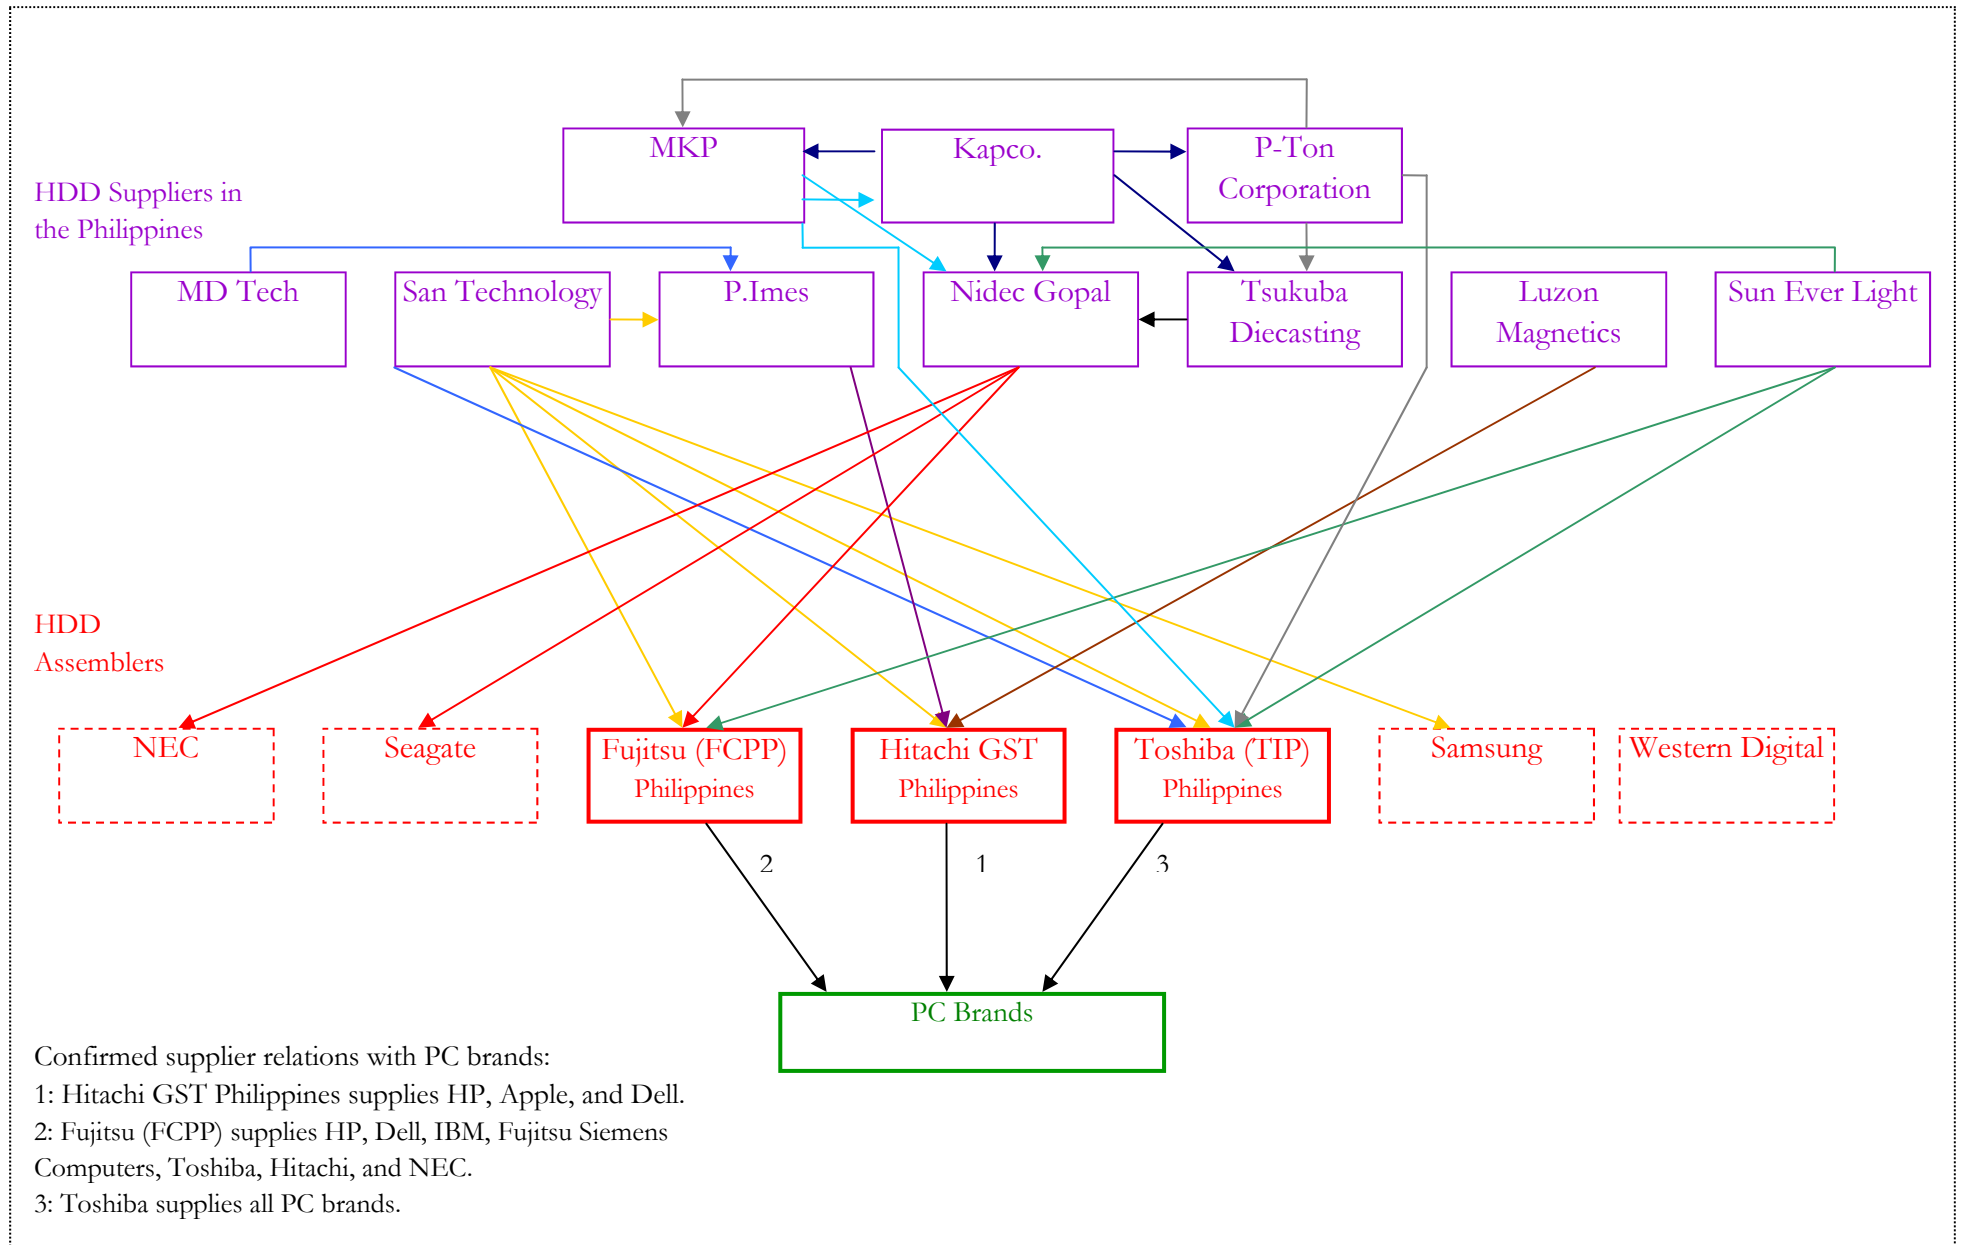 MKP
Kapco.
P-Ton
Corporation
HDD Suppliers in
the Philippines
MD Tech
San Technology
P.Imes
Nidec Gopal
Tsukuba
Diecasting
Luzon
Magnetics
Sun Ever Light
HDD
Assemblers
NEC
Seagate
Fujitsu (FCPP)
Philippines
Hitachi GST
Philippines
Toshiba (TIP)
Philippines
Samsung
Western Digital
2
1
3
PC Brands
Confirmed supplier relations with PC brands:
1: Hitachi GST Philippines supplies HP, Apple, and Dell.
2: Fujitsu (FCPP) supplies HP, Dell, IBM, Fujitsu Siemens
Computers, Toshiba, Hitachi, and NEC.
3: Toshiba supplies all PC brands.